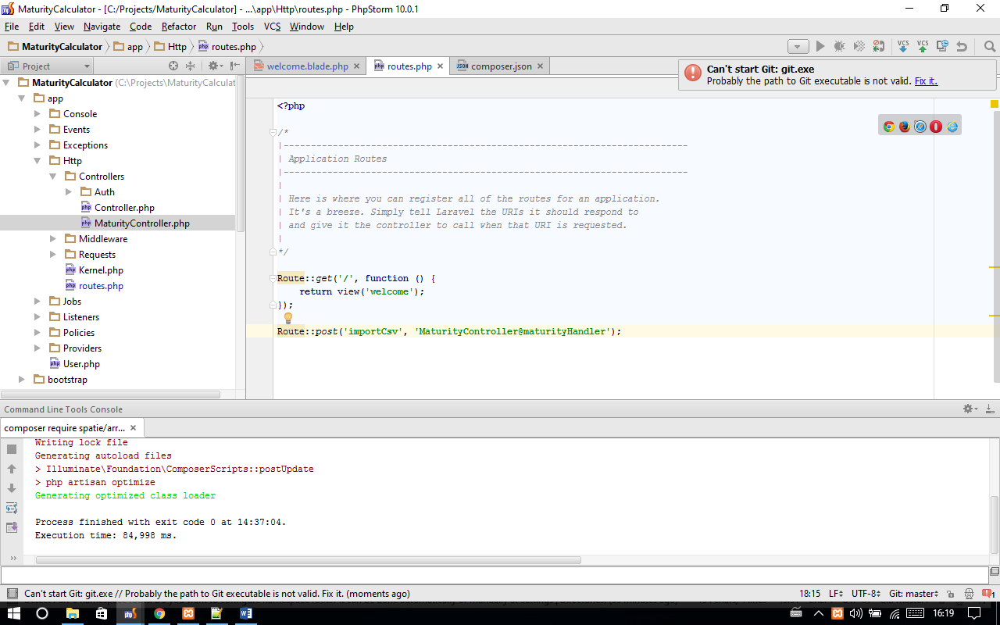 MaturityCalculator - [C:/Projects/MaturityCalculator] - ...\app\Http\routes.php - PhpStorm 10.0.1
File Edit View Navigate Code Refactor Run Tools VCS Window Help
MaturityCalculator app Http routes.php
VCS VCS
Project
welcome.blade.php routes.php JSON composer.json
Can't start Git: git.exe
Probably the path to Git executable is not valid. Fix it.
MaturityCalculator (C:\Projects\MaturityCalculat
app
Console
Events
Exceptions
Http
Controllers
Auth
php Controller.php
php MaturityController.php
Middleware
Requests
php Kernel.php
php routes.php
Jobs
Listeners
Policies
Providers
php User.php
bootstrap
<?php
/*
|--------------------------------------------------------------------------
| Application Routes
|--------------------------------------------------------------------------
|
| Here is where you can register all of the routes for an application.
| It's a breeze. Simply tell Laravel the URIs it should respond to
| and give it the controller to call when that URI is requested.
|
*/
Route::get('/', function () {
return view('welcome');
});
Route::post('importCsv', 'MaturityController@maturityHandler');
Command Line Tools Console
composer require spatie/arr...
Writing lock file
Generating autoload files
> Illuminate\Foundation\ComposerScripts::postUpdate
> php artisan optimize
Generating optimized class loader
Process finished with exit code 0 at 14:37:04.
Execution time: 84,998 ms.
Can't start Git: git.exe // Probably the path to Git executable is not valid. Fix it. (moments ago)
18:15 LF UTF-8 Git: master 1
16:19